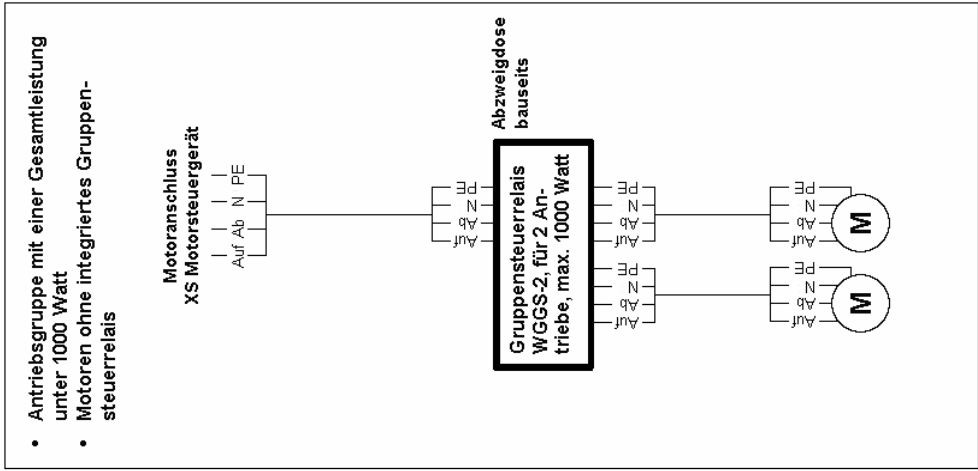 • Antriebsgruppe mit einer Gesamtleistung
unter 1000 Watt
• Motoren ohne integriertes Gruppen-
steuerrelais
Motoranschluss
XS Motorsteuergerät
Auf Ab N PE
Auf Ab N PE
Abzweigdose
bauseits
Gruppensteuerrelais
WGGS-2, für 2 An-
triebe, max. 1000 Watt
Auf Ab N PE
Auf Ab N PE
Auf Ab N PE
Auf Ab N PE
M
M